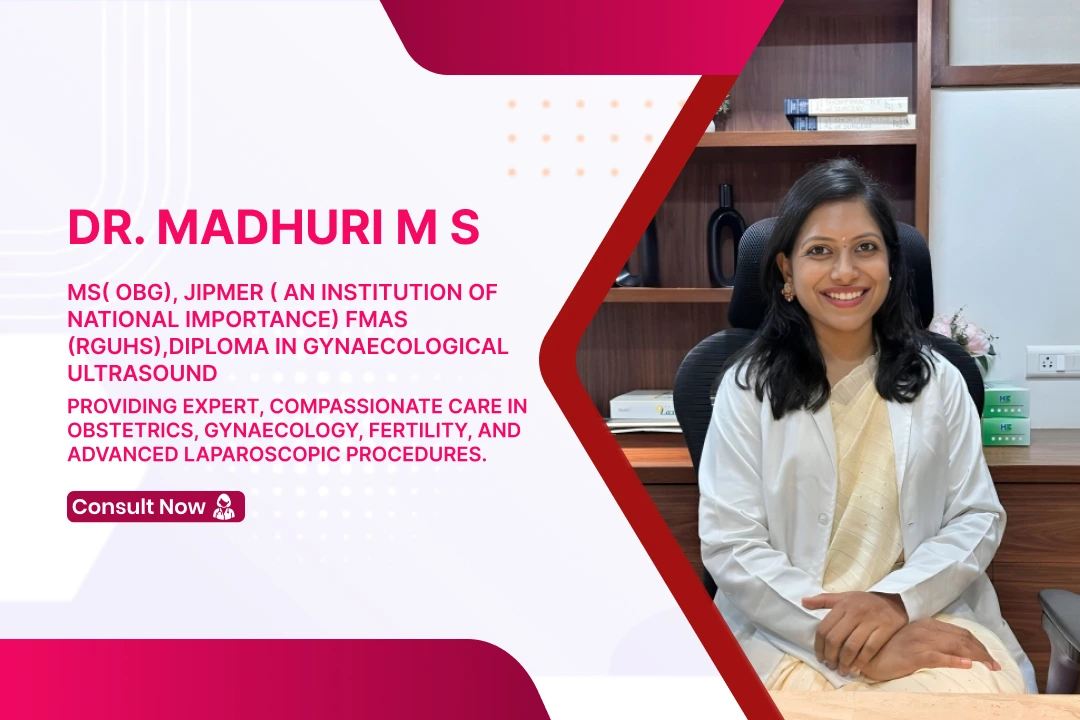 DR. MADHURI M S
MS( OBG), JIPMER ( AN INSTITUTION OF
NATIONAL IMPORTANCE) FMAS
(RGUHS),DIPLOMA IN GYNAECOLOGICAL
ULTRASOUND
PROVIDING EXPERT, COMPASSIONATE CARE IN
OBSTETRICS, GYNAECOLOGY, FERTILITY, AND
ADVANCED LAPAROSCOPIC PROCEDURES.
Consult Now